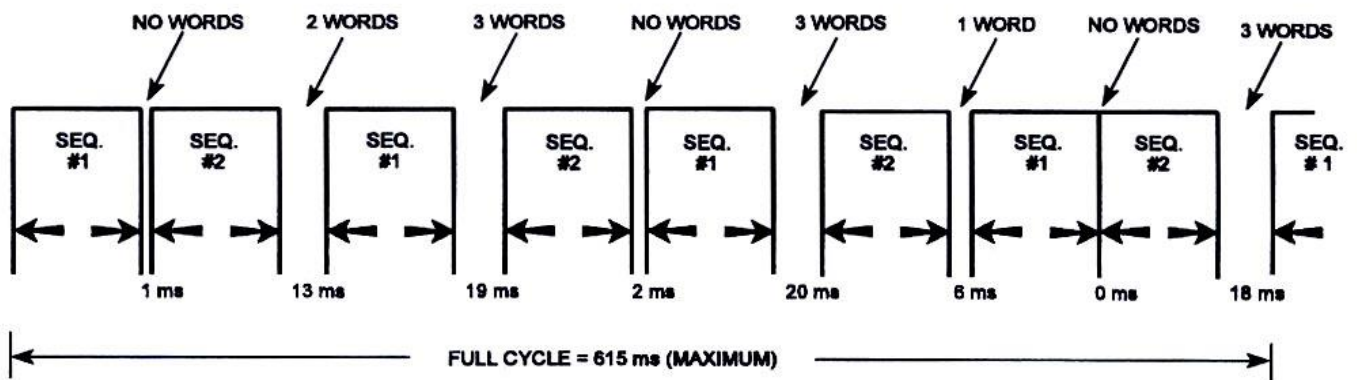 NO WORDS 2 WORDS 3 WORDS NO WORDS 3 WORDS 1 WORD NO WORDS 3 WORDS
SEQ. SEQ. SEQ. SEQ. SEQ. SEQ. SEQ. SEQ. SEQ.
#1 #2 #1 #2 #1 #2 #1 #2 # 1
1 ms 13 ms 19 ms 2 ms 20 ms 6 ms 0 ms 18 ms
FULL CYCLE = 615 ms (MAXIMUM)